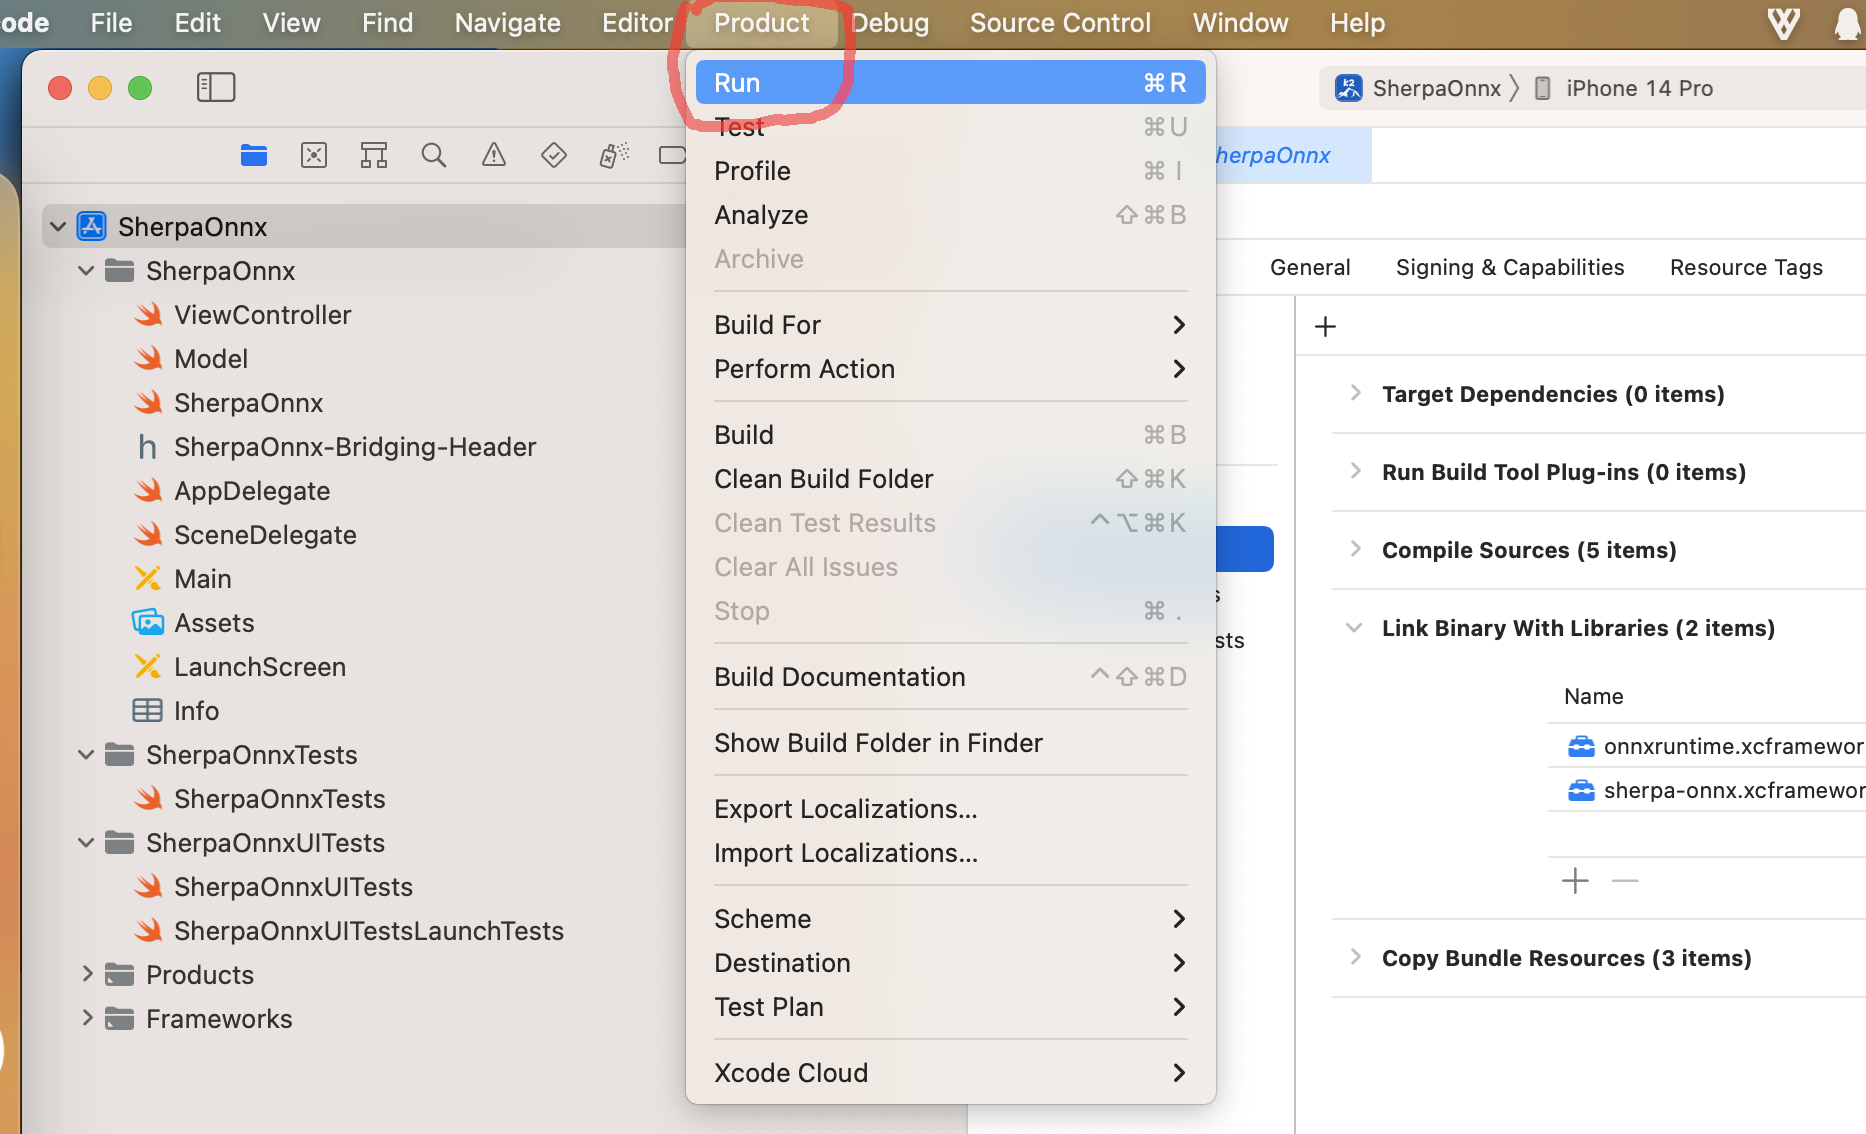 ode File Edit View Find Navigate Editor Product Debug Source Control Window Help
SherpaOnnx iPhone 14 Pro
SherpaOnnx
SherpaOnnx
ViewController
Model
SherpaOnnx
SherpaOnnx-Bridging-Header
AppDelegate
SceneDelegate
Main
Assets
LaunchScreen
Info
SherpaOnnxTests
SherpaOnnxTests
SherpaOnnxUITests
SherpaOnnxUITests
SherpaOnnxUITestsLaunchTests
Products
Frameworks
Run ⌘R
Test ⌘U
Profile ⌘I
Analyze ⇧⌘B
Archive
Build For
Perform Action
Build ⌘B
Clean Build Folder ⇧⌘K
Clean Test Results ^⌥⌘K
Clear All Issues
Stop ⌘.
Build Documentation ^⇧⌘D
Show Build Folder in Finder
Export Localizations...
Import Localizations...
Scheme
Destination
Test Plan
Xcode Cloud
herpaOnnx
General Signing & Capabilities Resource Tags
s
sts
Target Dependencies (0 items)
Run Build Tool Plug-ins (0 items)
Compile Sources (5 items)
Link Binary With Libraries (2 items)
Name
onnxruntime.xcframewor
sherpa-onnx.xcframewor
Copy Bundle Resources (3 items)